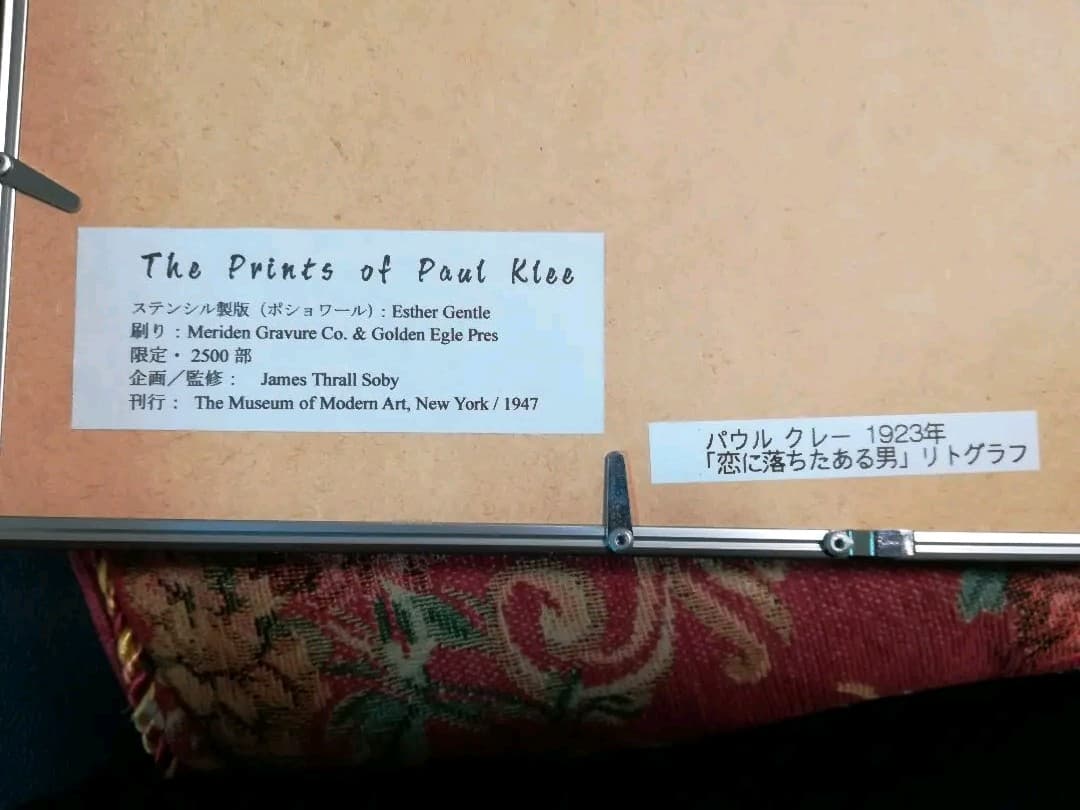 The Prints of Paul Klee
ステンシル製版（ポショワール）: Esther Gentle
刷り : Meriden Gravure Co. & Golden Egle Pres
限定・ 2500 部
企画／監修 : James Thrall Soby
刊行 : The Museum of Modern Art, New York / 1947
パウル クレー 1923年
「恋に落ちたある男」リトグラフ